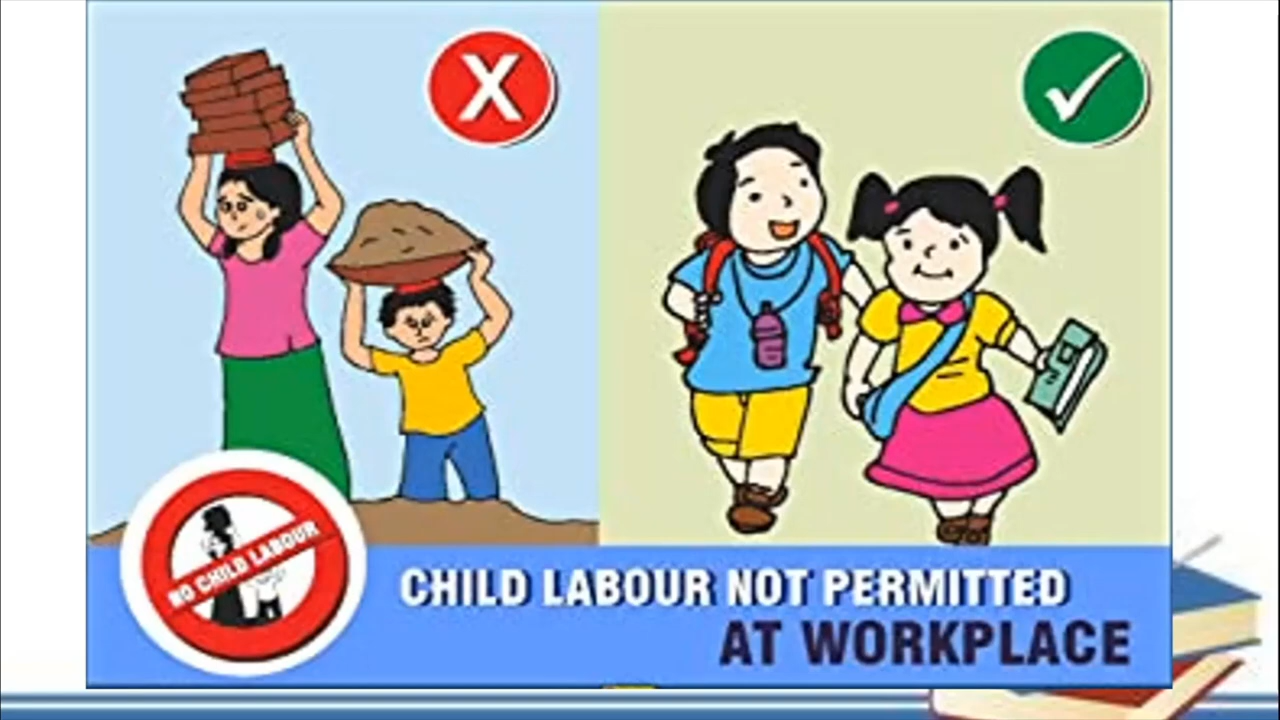 X
NO CHILD LABOUR
CHILD LABOUR NOT PERMITTED
AT WORKPLACE